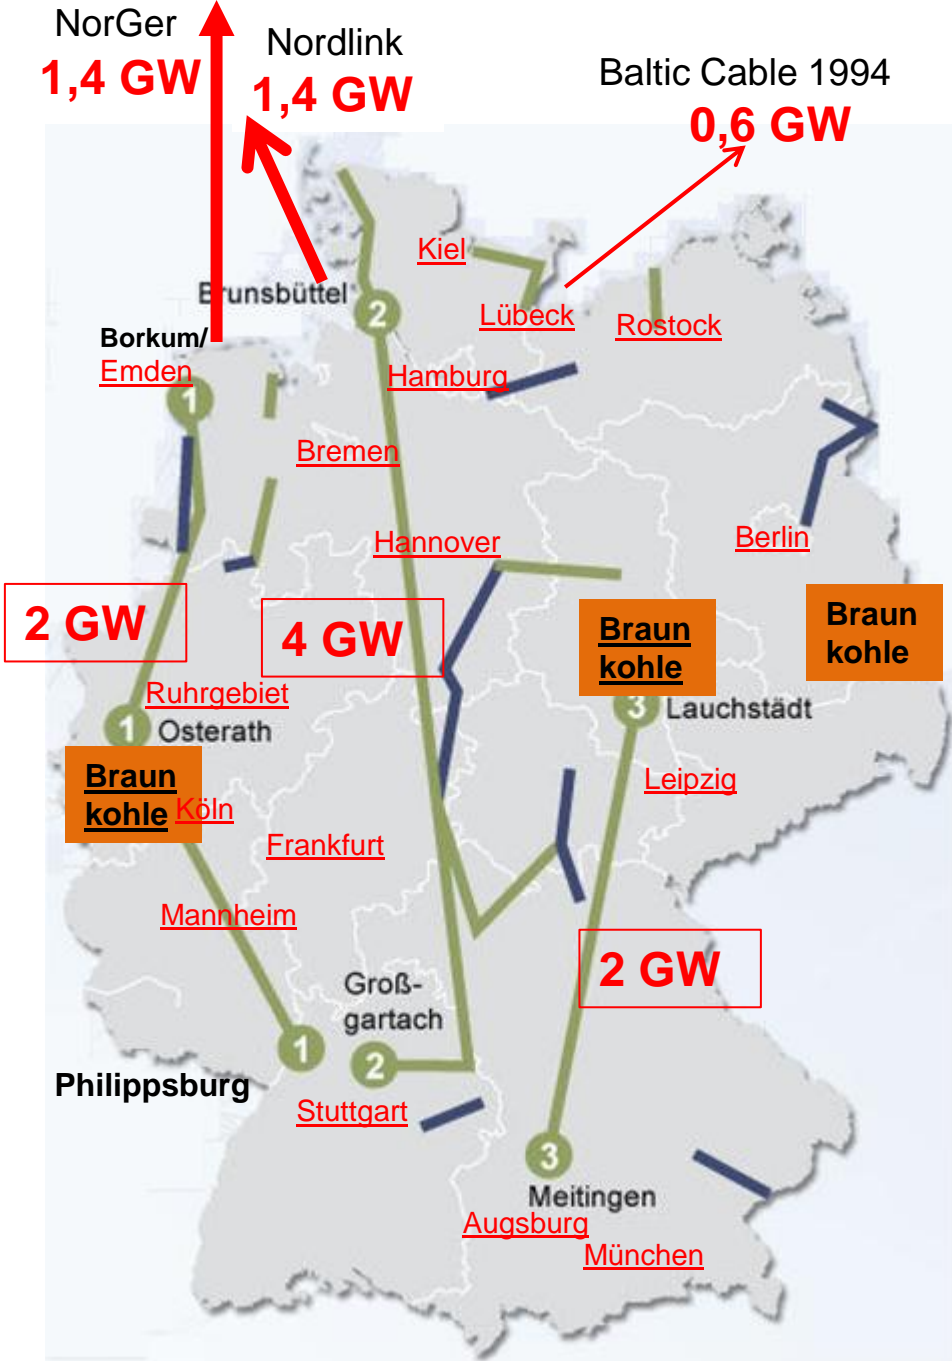 NorGer
1,4 GW
Nordlink
1,4 GW
Baltic Cable 1994
0,6 GW
Kiel
Brunsbüttel
2
Lübeck
Rostock
Borkum/
Emden
1
Hamburg
Bremen
Hannover
Berlin
2 GW
4 GW
Braun
kohle
Braun
kohle
Ruhrgebiet
1
Osterath
3
Lauchstädt
Braun
kohle
Köln
Leipzig
Frankfurt
Mannheim
2 GW
Groß-
gartach
1
2
Philippsburg
Stuttgart
3
Meitingen
Augsburg
München